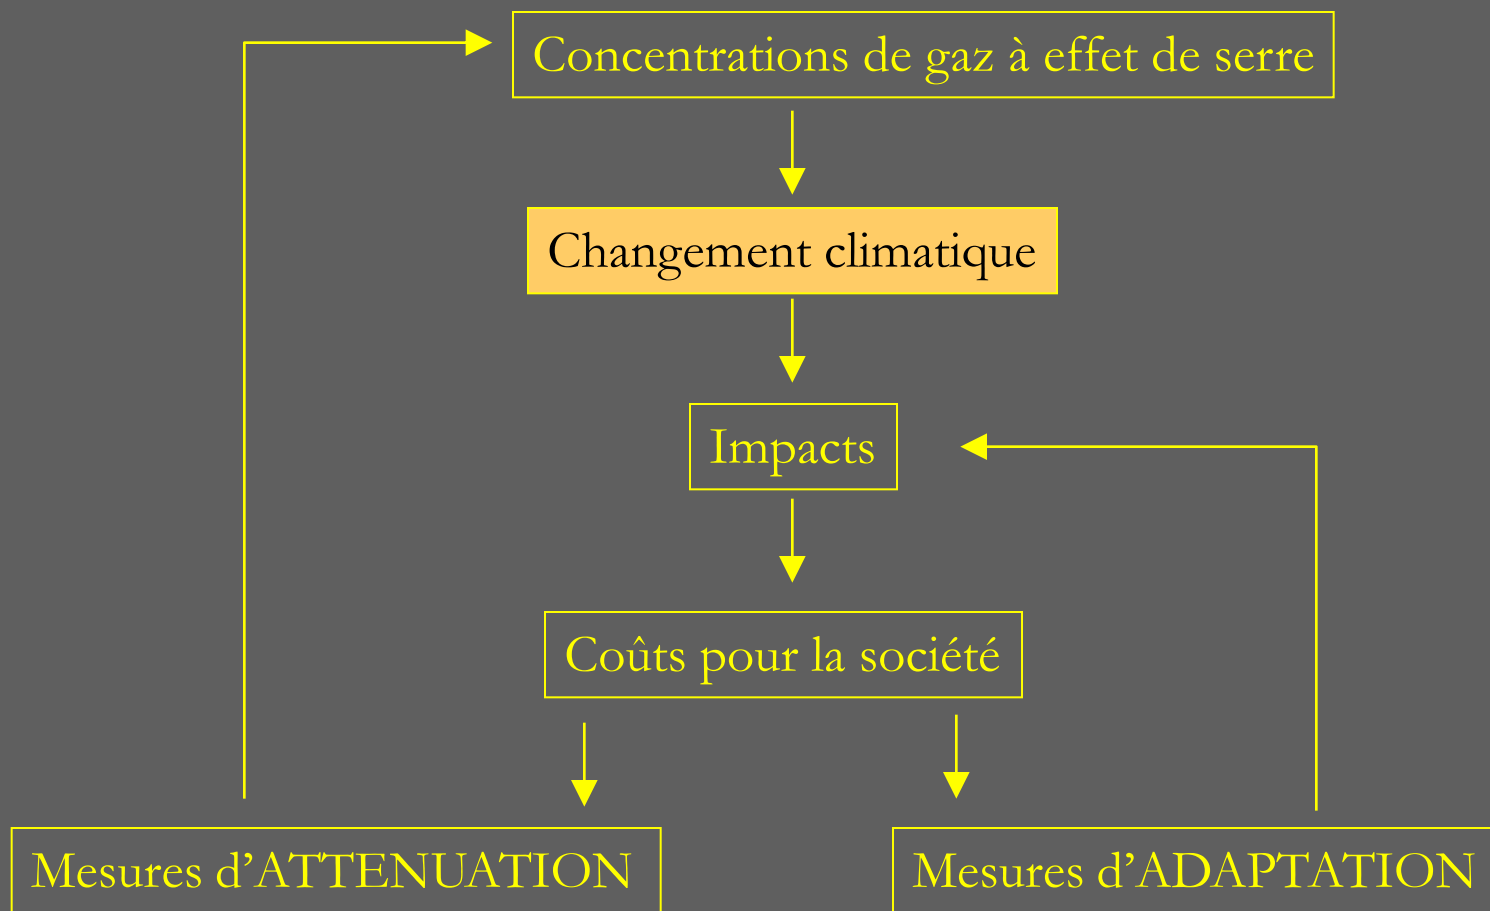 Concentrations de gaz à effet de serre
Changement climatique
Impacts
Coûts pour la société
Mesures d’ATTENUATION
Mesures d’ADAPTATION